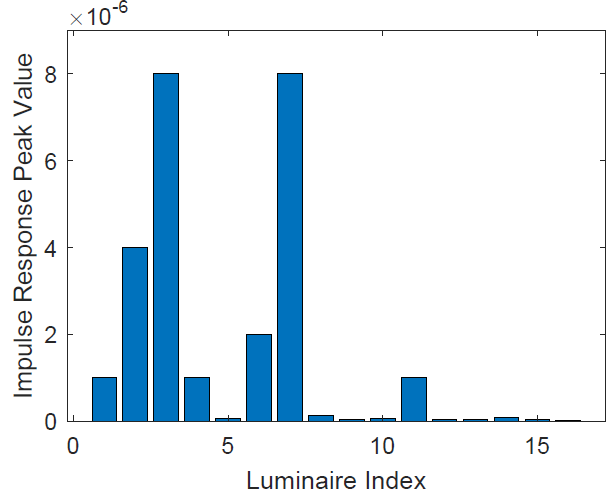 ×10⁻⁶
8
6
4
2
0
0 5 10 15
Impulse Response Peak Value
Luminaire Index